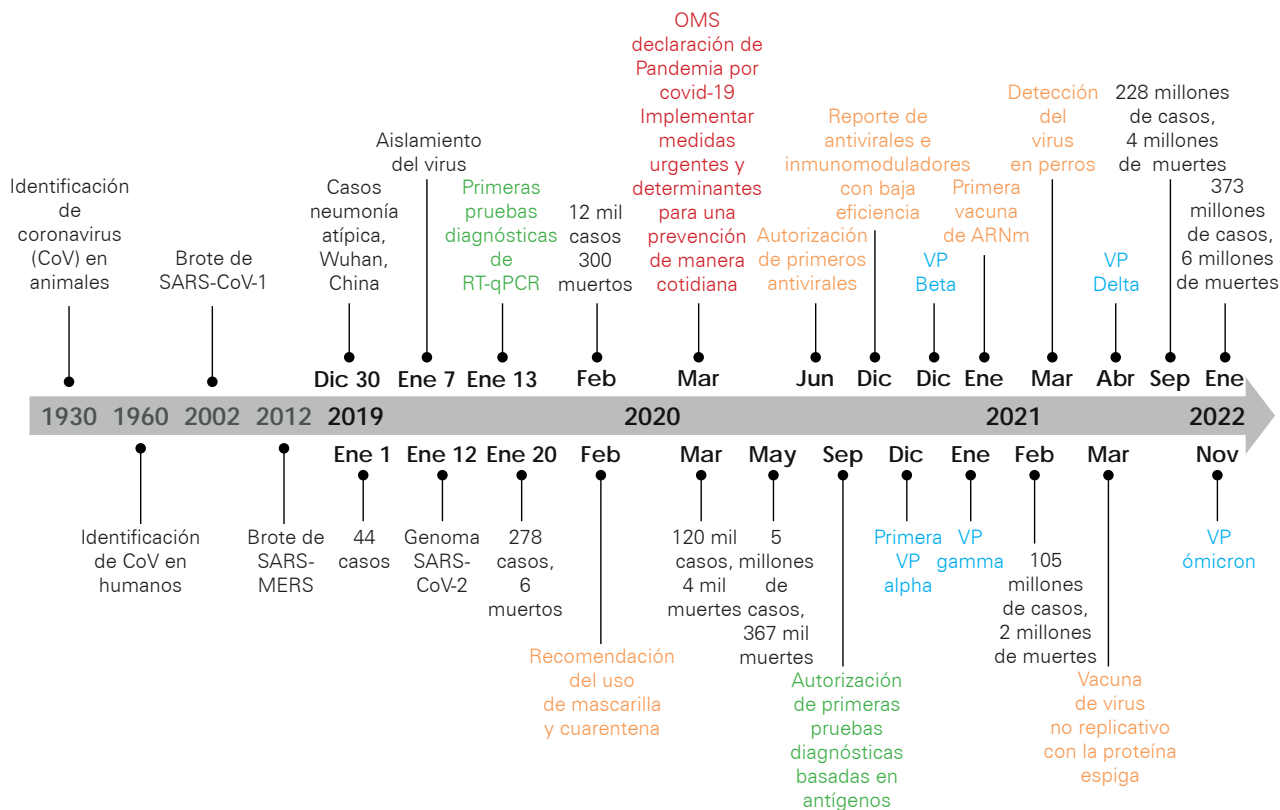 Identificación
de
coronavirus
(CoV) en
animales
Brote de
SARS-CoV-1
Casos
neumonía
atípica,
Wuhan,
China
Aislamiento
del virus
Primeras
pruebas
diagnósticas
de
RT-qPCR
12 mil
casos
300
muertos
OMS
declaración de
Pandemia por
covid-19
Implementar
medidas
urgentes y
determinantes
para una
prevención
de manera
cotidiana
Autorización
de primeros
antivirales
Reporte de
antivirales e
inmunomoduladores
con baja
eficiencia
VP
Beta
Primera
vacuna
de ARNm
Detección
del
virus
en perros
VP
Delta
228 millones
de casos,
4 millones
de muertes
373
millones
de casos,
6 millones
de muertes
Dic 30 Ene 7 Ene 13 Feb Mar Jun Dic Dic Ene Mar Abr Sep Ene
1930 1960 2002 2012 2019 2020 2021 2022
Ene 1 Ene 12 Ene 20 Feb Mar May Sep Dic Ene Feb Mar Nov
Identificación
de CoV en
humanos
Brote de
SARS-
MERS
44
casos
Genoma
SARS-
CoV-2
278
casos,
6
muertos
Recomendación
del uso
de mascarilla
y cuarentena
120 mil
casos,
4 mil
muertes
5
millones
de
casos,
367 mil
muertes
Autorización
de primeras
pruebas
diagnósticas
basadas en
antígenos
Primera
VP
alpha
VP
gamma
105
millones
de casos,
2 millones
de muertes
Vacuna
de virus
no replicativo
con la proteína
espiga
VP
ómicron